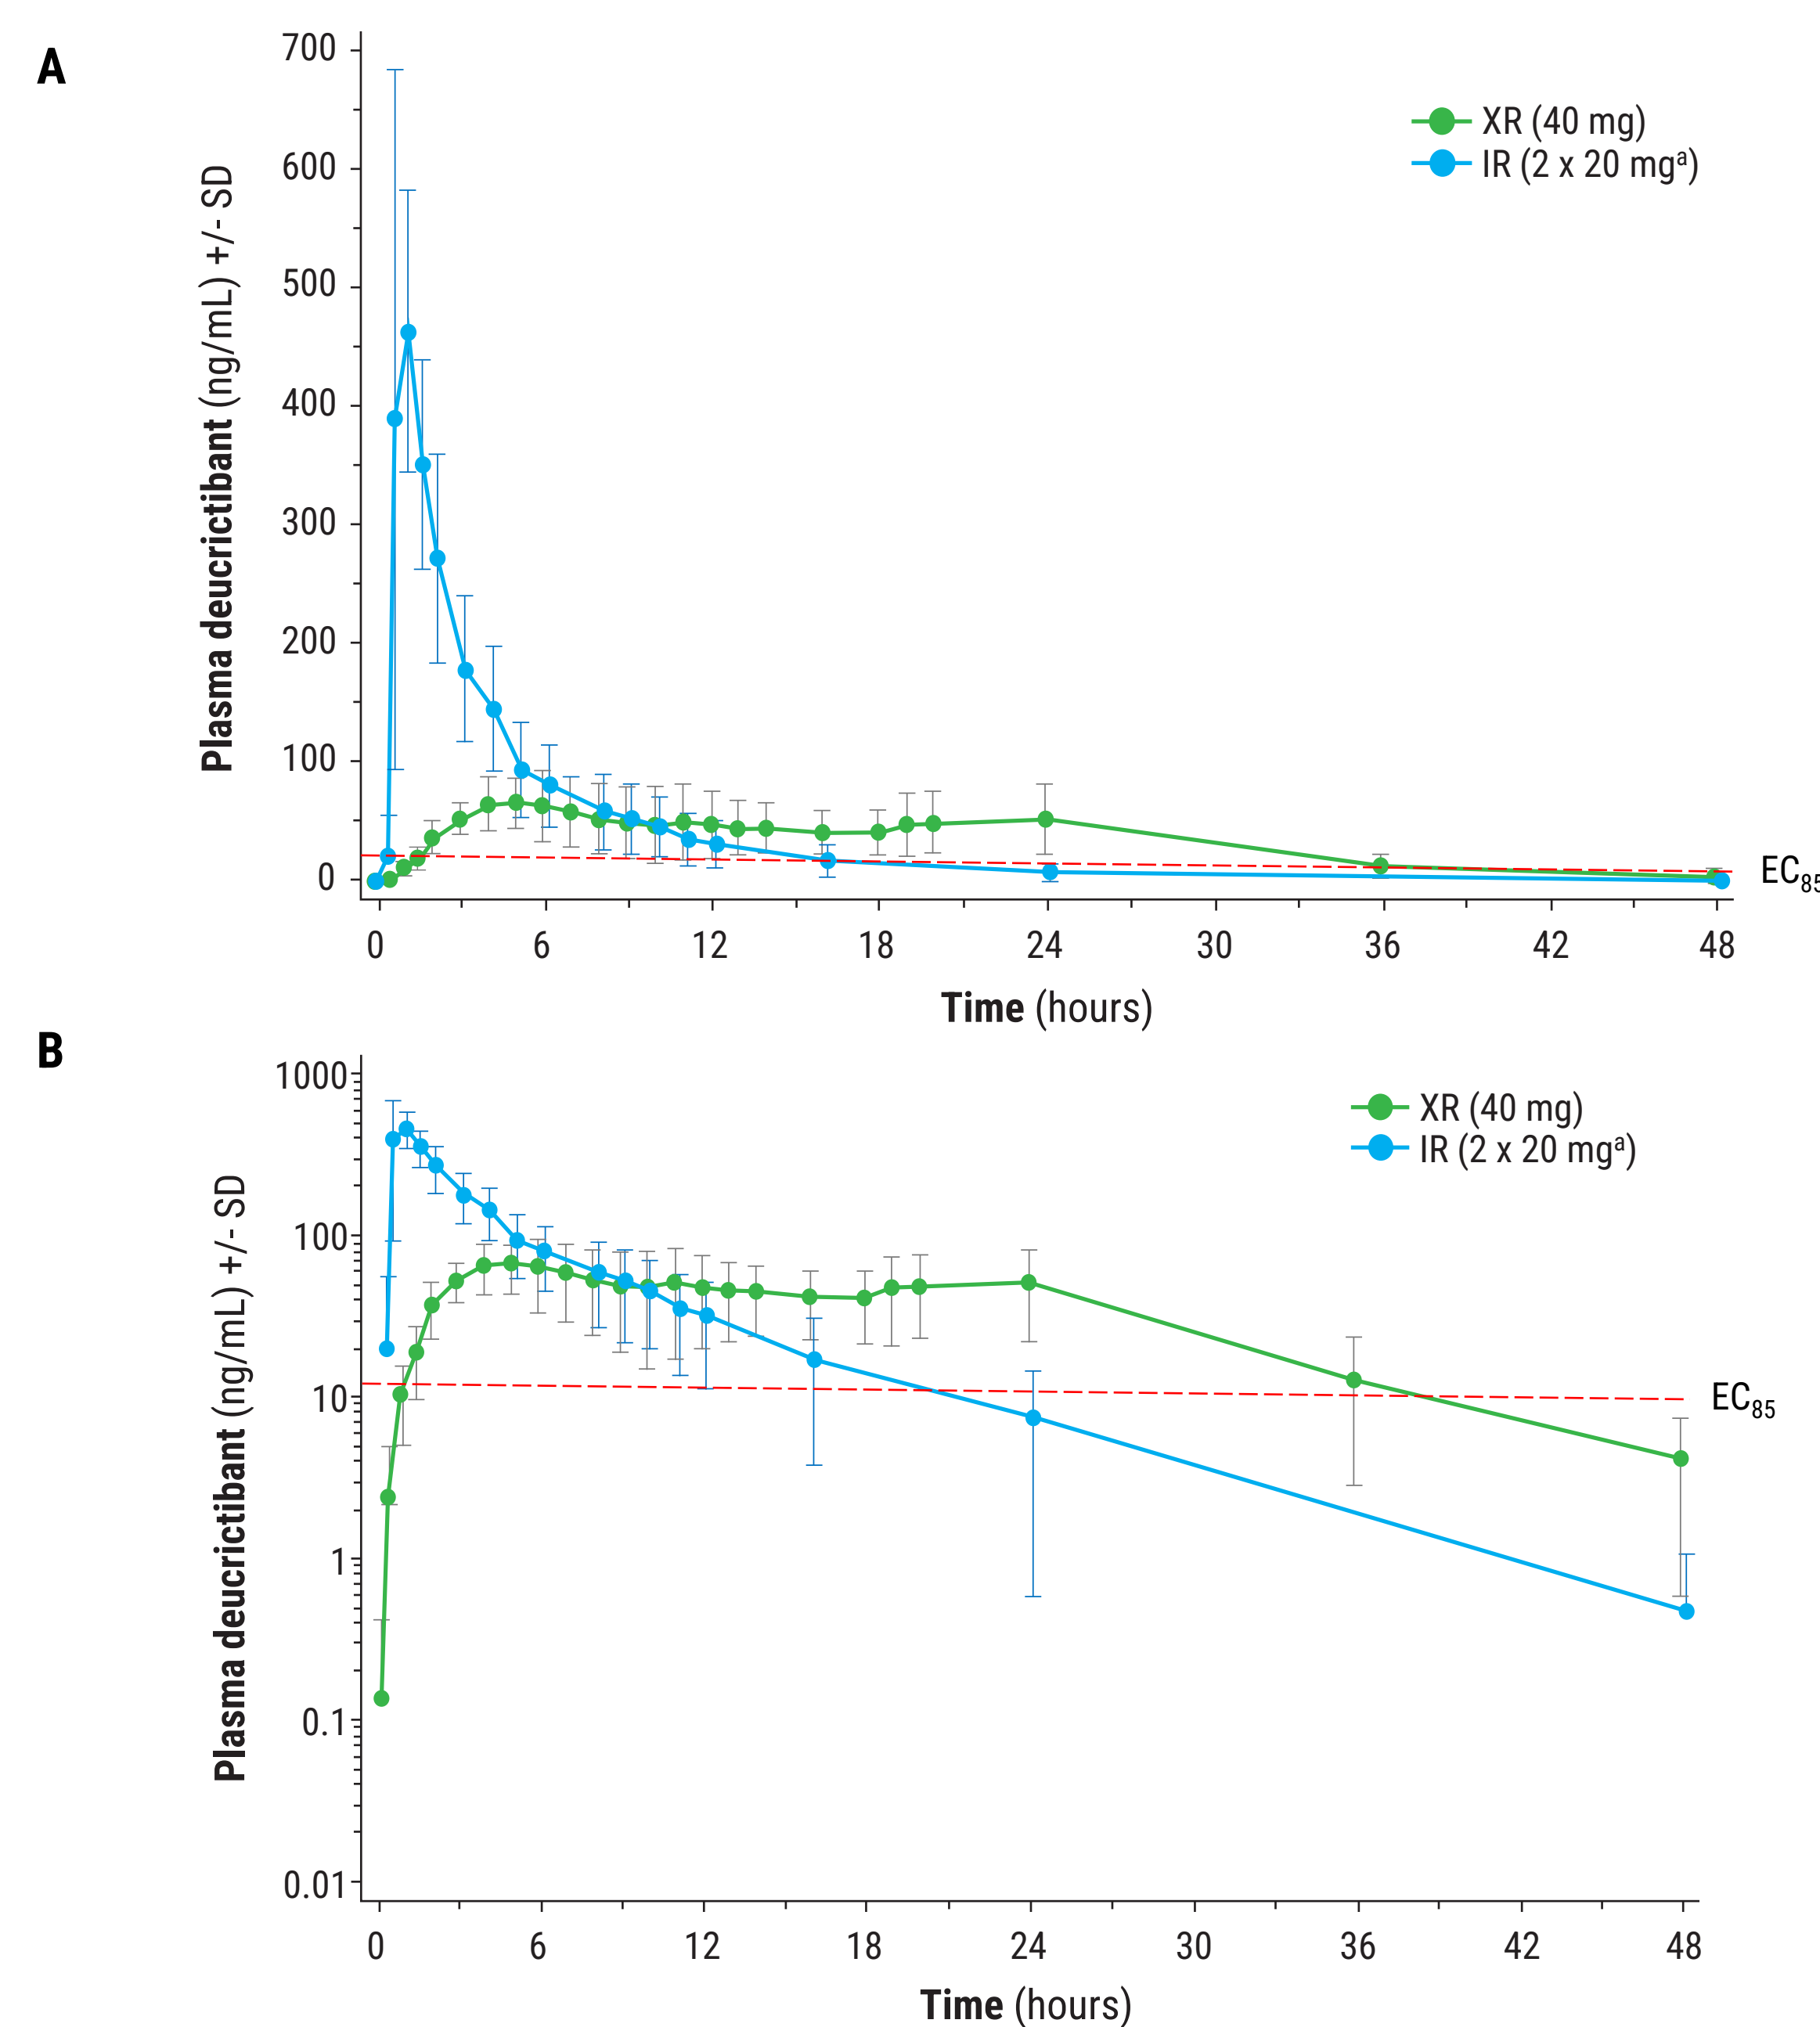 A
700
600
500
400
300
200
100
0
Plasma deucrictibant (ng/mL) +/- SD
XR (40 mg)
IR (2 x 20 mgᵃ)
EC₈₅
0 6 12 18 24 30 36 42 48
Time (hours)
B
1000
100
10
1
0.1
0.01
Plasma deucrictibant (ng/mL) +/- SD
XR (40 mg)
IR (2 x 20 mgᵃ)
EC₈₅
0 6 12 18 24 30 36 42 48
Time (hours)